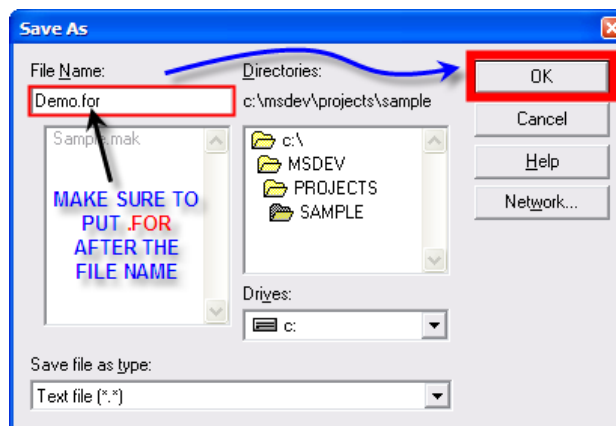 Save As
File Name:
Demo.for
Sample.mak
MAKE SURE TO
PUT .FOR
AFTER THE
FILE NAME
Directories:
c:\msdev\projects\sample
c:\
MSDEV
PROJECTS
SAMPLE
Drives:
c:
Save file as type:
Text file (*.*)
OK
Cancel
Help
Network...